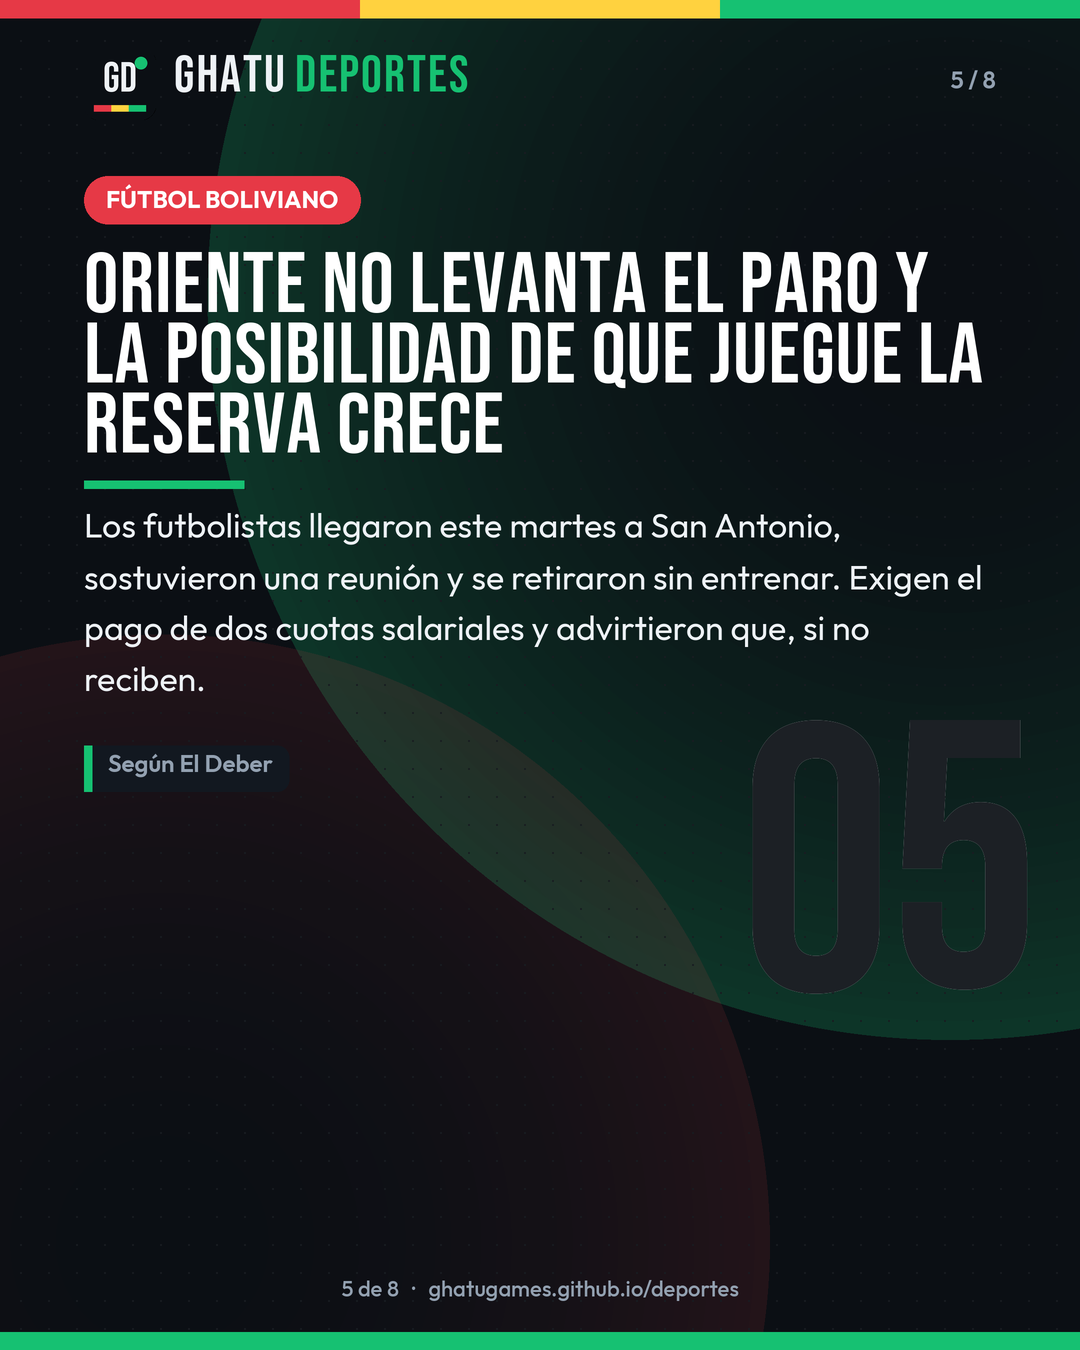 GD GHATU DEPORTES
5 / 8
FÚTBOL BOLIVIANO
ORIENTE NO LEVANTA EL PARO Y
LA POSIBILIDAD DE QUE JUEGUE LA
RESERVA CRECE
Los futbolistas llegaron este martes a San Antonio,
sostuvieron una reunión y se retiraron sin entrenar. Exigen el
pago de dos cuotas salariales y advirtieron que, si no
reciben.
Según El Deber
05
5 de 8 · ghatugames.github.io/deportes